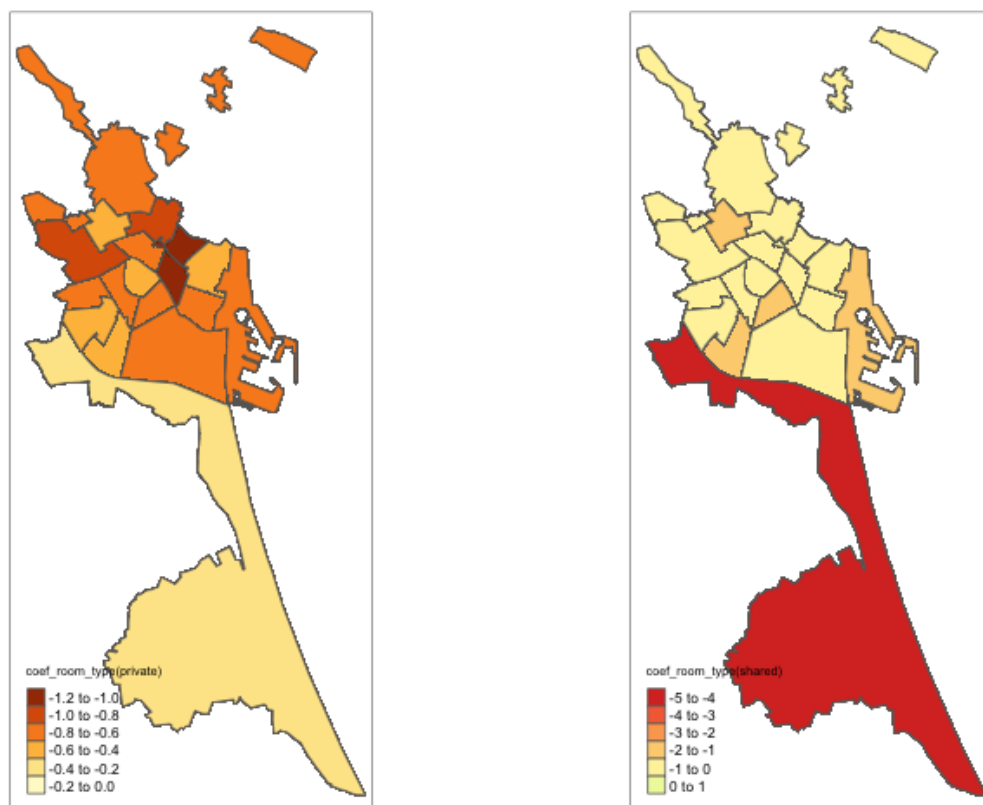 coef_room_type(private)
-1.2 to -1.0
-1.0 to -0.8
-0.8 to -0.6
-0.6 to -0.4
-0.4 to -0.2
-0.2 to 0.0
coef_room_type(shared)
-5 to -4
-4 to -3
-3 to -2
-2 to -1
-1 to 0
0 to 1